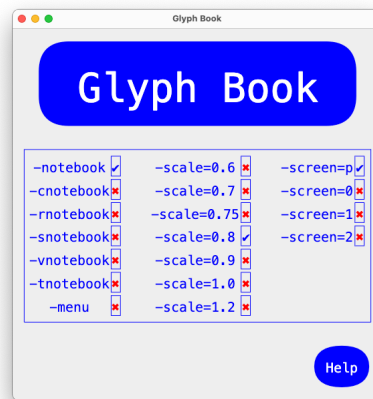 Glyph Book
Glyph Book
-notebook ✔ -scale=0.6 ✖ -screen=p ✔
-cnotebook ✖ -scale=0.7 ✖ -screen=0 ✖
-rnotebook ✖ -scale=0.75 ✖ -screen=1 ✖
-snotebook ✖ -scale=0.8 ✔ -screen=2 ✖
-vnotebook ✖ -scale=0.9 ✖
-tnotebook ✖ -scale=1.0 ✖
-menu ✖ -scale=1.2 ✖
Help